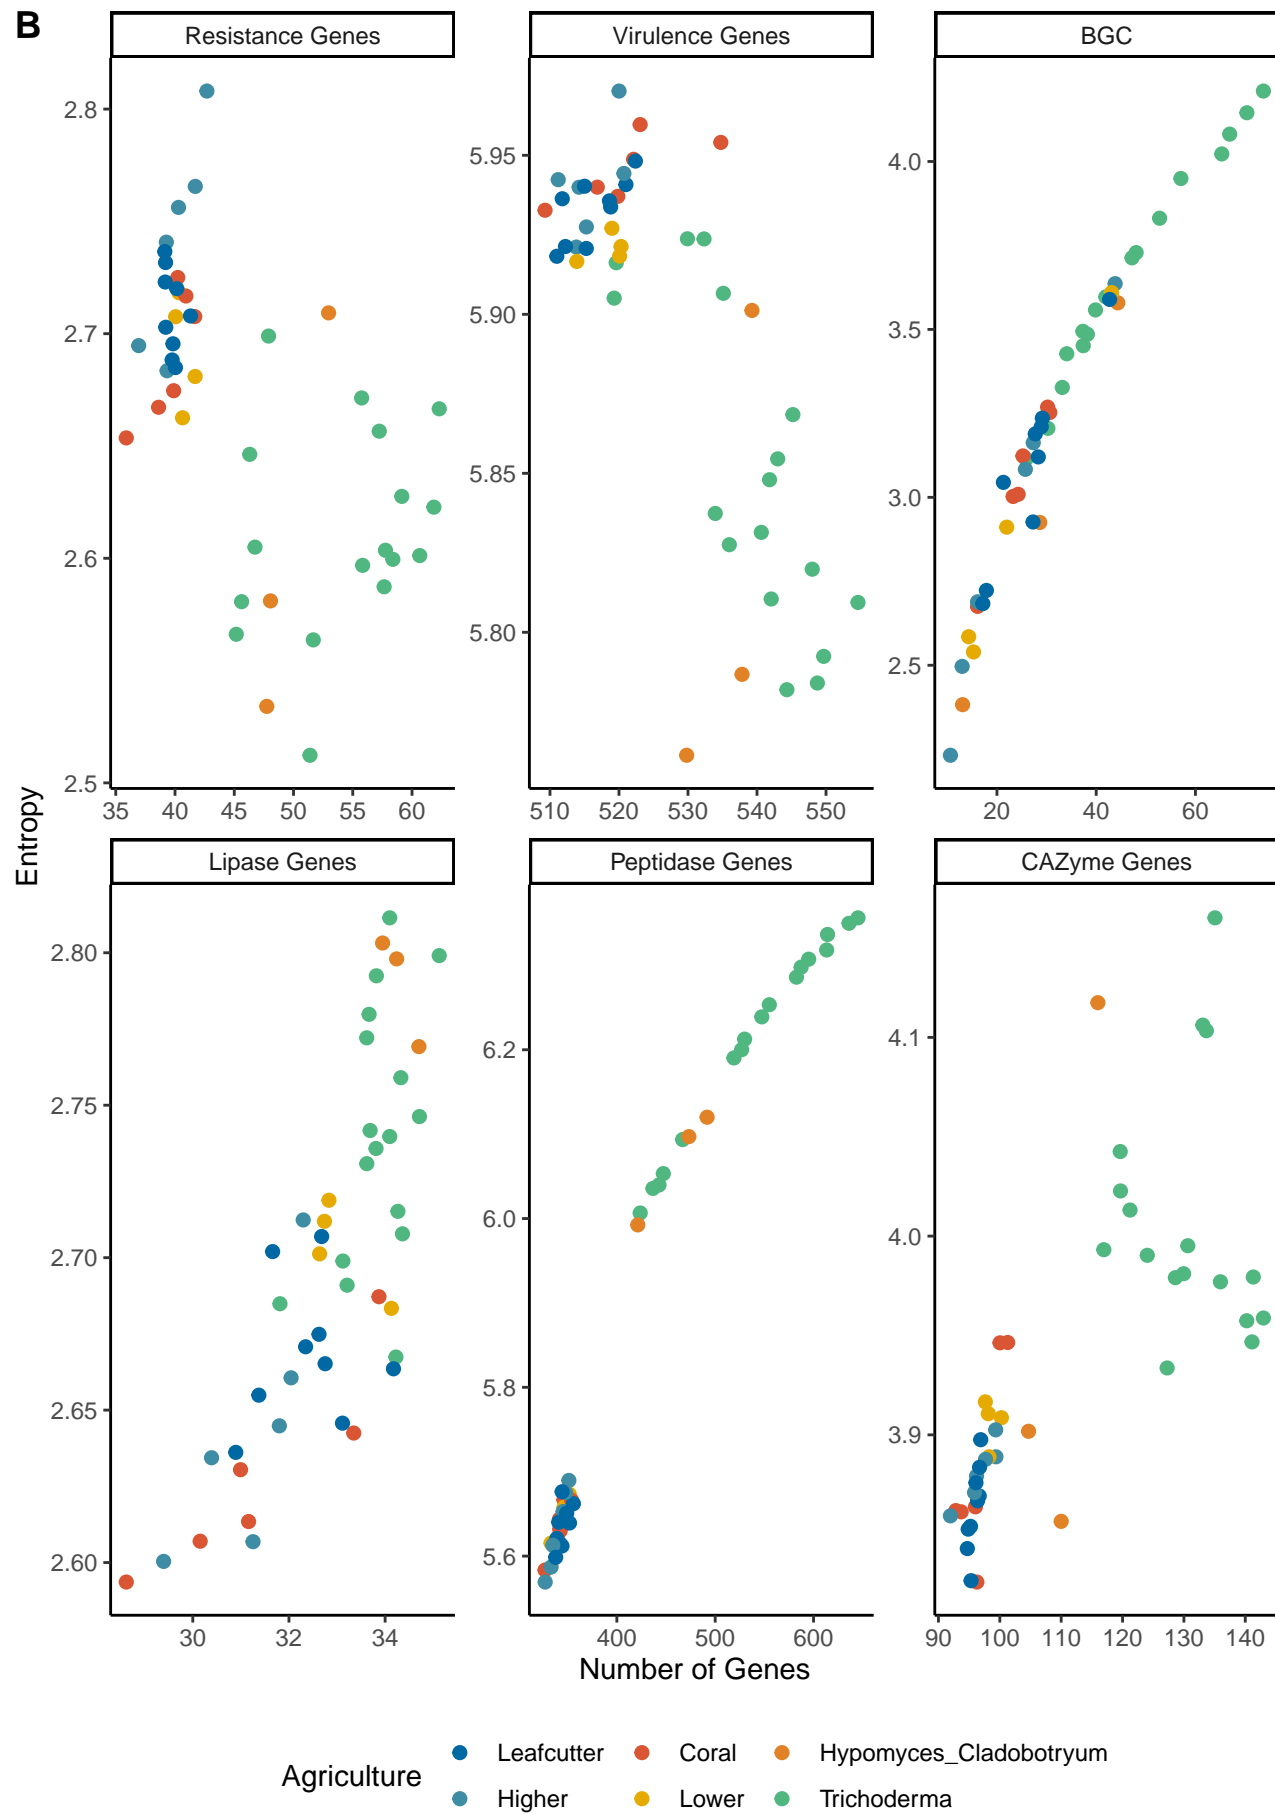 B
Resistance Genes
Virulence Genes
BGC
2.8
2.7
2.6
2.5
35 40 45 50 55 60
5.95
5.90
5.85
5.80
510 520 530 540 550
4.0
3.5
3.0
2.5
20 40 60
Entropy
Lipase Genes
Peptidase Genes
CAZyme Genes
2.80
2.75
2.70
2.65
2.60
30 32 34
6.2
6.0
5.8
5.6
400 500 600
4.1
4.0
3.9
90 100 110 120 130 140
Number of Genes
Agriculture
Leafcutter Coral Hypomyces_Cladobotryum
Higher Lower Trichoderma